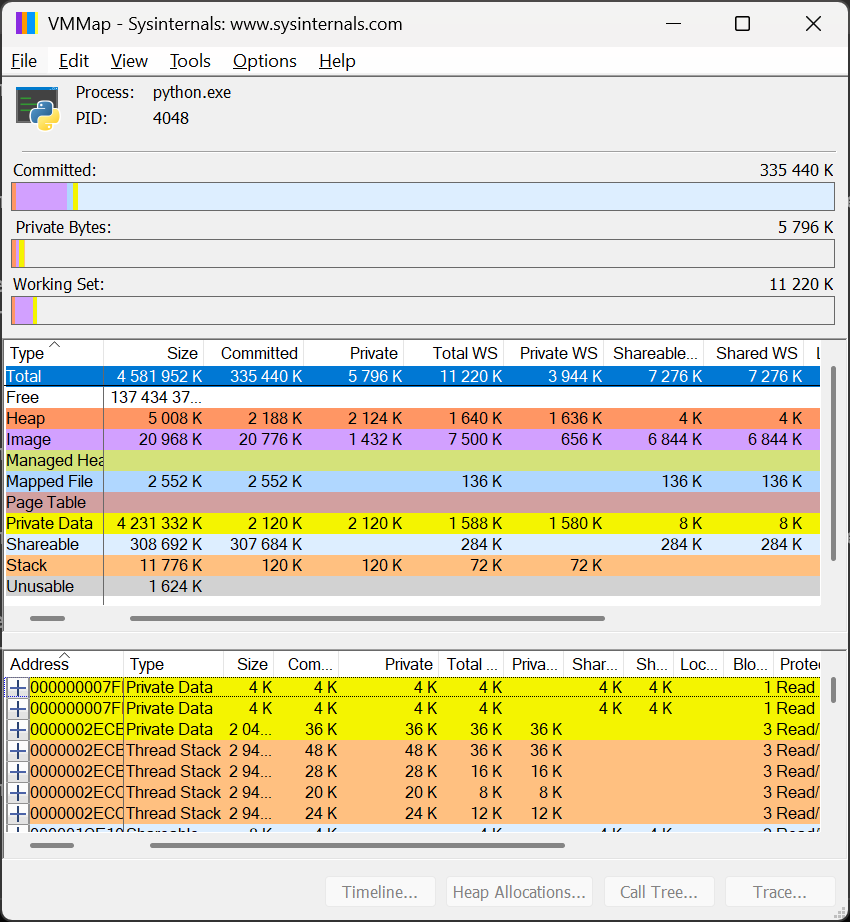 VMMap - Sysinternals: www.sysinternals.com
File Edit View Tools Options Help
Process: python.exe
PID: 4048
Committed: 335 440 K
Private Bytes: 5 796 K
Working Set: 11 220 K
Type Size Committed Private Total WS Private WS Shareable... Shared WS L
Total 4 581 952 K 335 440 K 5 796 K 11 220 K 3 944 K 7 276 K 7 276 K
Free 137 434 37...
Heap 5 008 K 2 188 K 2 124 K 1 640 K 1 636 K 4 K 4 K
Image 20 968 K 20 776 K 1 432 K 7 500 K 656 K 6 844 K 6 844 K
Managed Hea
Mapped File 2 552 K 2 552 K 136 K 136 K 136 K
Page Table
Private Data 4 231 332 K 2 120 K 2 120 K 1 588 K 1 580 K 8 K 8 K
Shareable 308 692 K 307 684 K 284 K 284 K 284 K
Stack 11 776 K 120 K 120 K 72 K 72 K
Unusable 1 624 K
Address Type Size Com... Private Total ... Priva... Shar... Sh... Loc... Blo... Protec
000000007F Private Data 4 K 4 K 4 K 4 K 4 K 4 K 1 Read
000000007F Private Data 4 K 4 K 4 K 4 K 4 K 4 K 1 Read
0000002ECE Private Data 2 04... 36 K 36 K 36 K 36 K 3 Read/
0000002ECE Thread Stack 2 94... 48 K 48 K 36 K 36 K 3 Read/
0000002ECE Thread Stack 2 94... 28 K 28 K 16 K 16 K 3 Read/
0000002ECC Thread Stack 2 94... 20 K 20 K 8 K 8 K 3 Read/
0000002ECC Thread Stack 2 94... 24 K 24 K 12 K 12 K 3 Read/
Timeline... Heap Allocations... Call Tree... Trace...